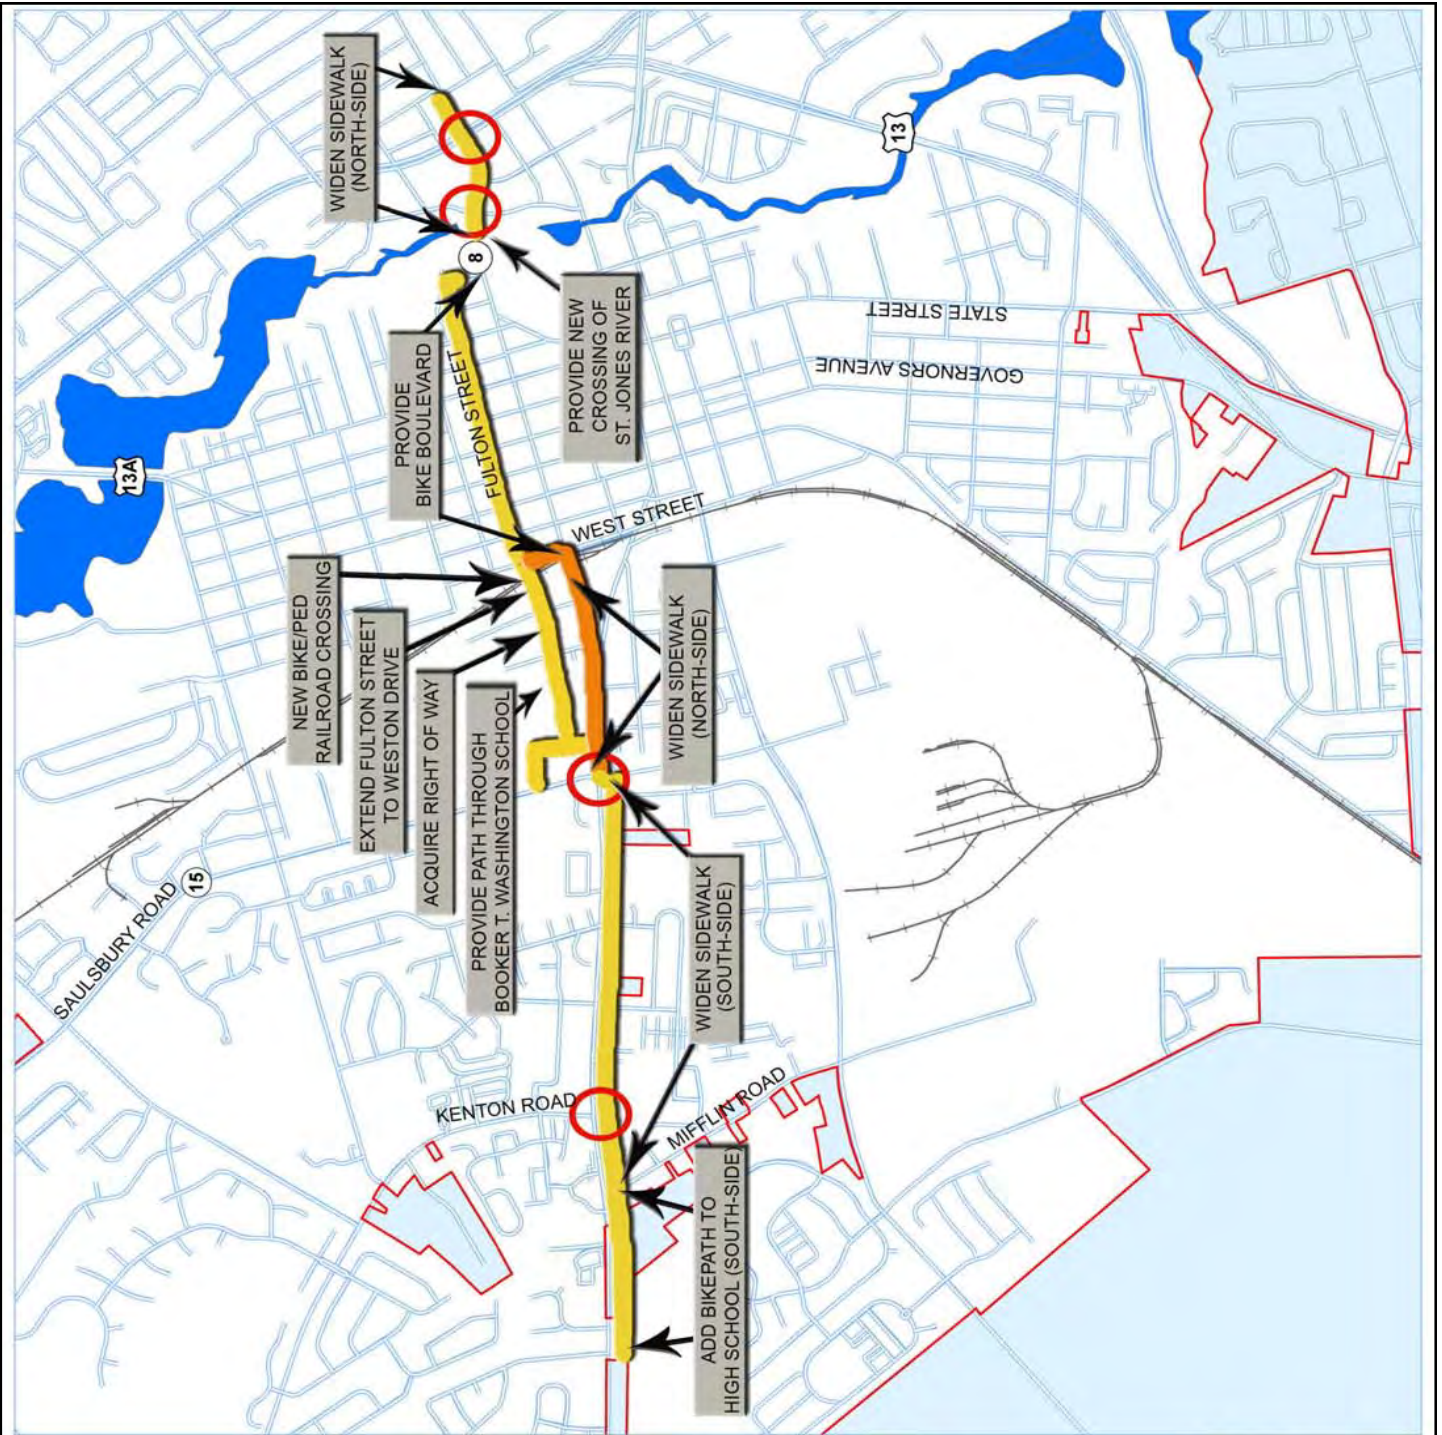 WIDEN SIDEWALK
(NORTH-SIDE)
13
8
PROVIDE NEW
CROSSING OF
ST. JONES RIVER
STATE STREET
GOVERNORS AVENUE
PROVIDE
BIKE BOULEVARD
FULTON STREET
13A
WEST STREET
NEW BIKE/PED
RAILROAD CROSSING
EXTEND FULTON STREET
TO WESTON DRIVE
ACQUIRE RIGHT OF WAY
PROVIDE PATH THROUGH
BOOKER T. WASHINGTON SCHOOL
WIDEN SIDEWALK
(NORTH-SIDE)
SAULSBURY ROAD
15
WIDEN SIDEWALK
(SOUTH-SIDE)
KENTON ROAD
MIFFLIN ROAD
ADD BIKEPATH TO
HIGH SCHOOL (SOUTH-SIDE)